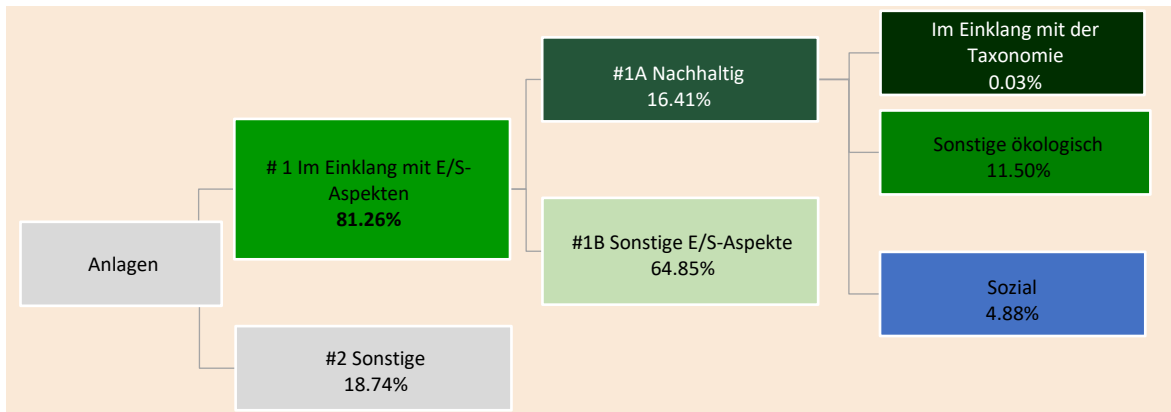 Anlagen
# 1 Im Einklang mit E/S-
Aspekten
81.26%
#2 Sonstige
18.74%
#1A Nachhaltig
16.41%
#1B Sonstige E/S-Aspekte
64.85%
Im Einklang mit der
Taxonomie
0.03%
Sonstige ökologisch
11.50%
Sozial
4.88%